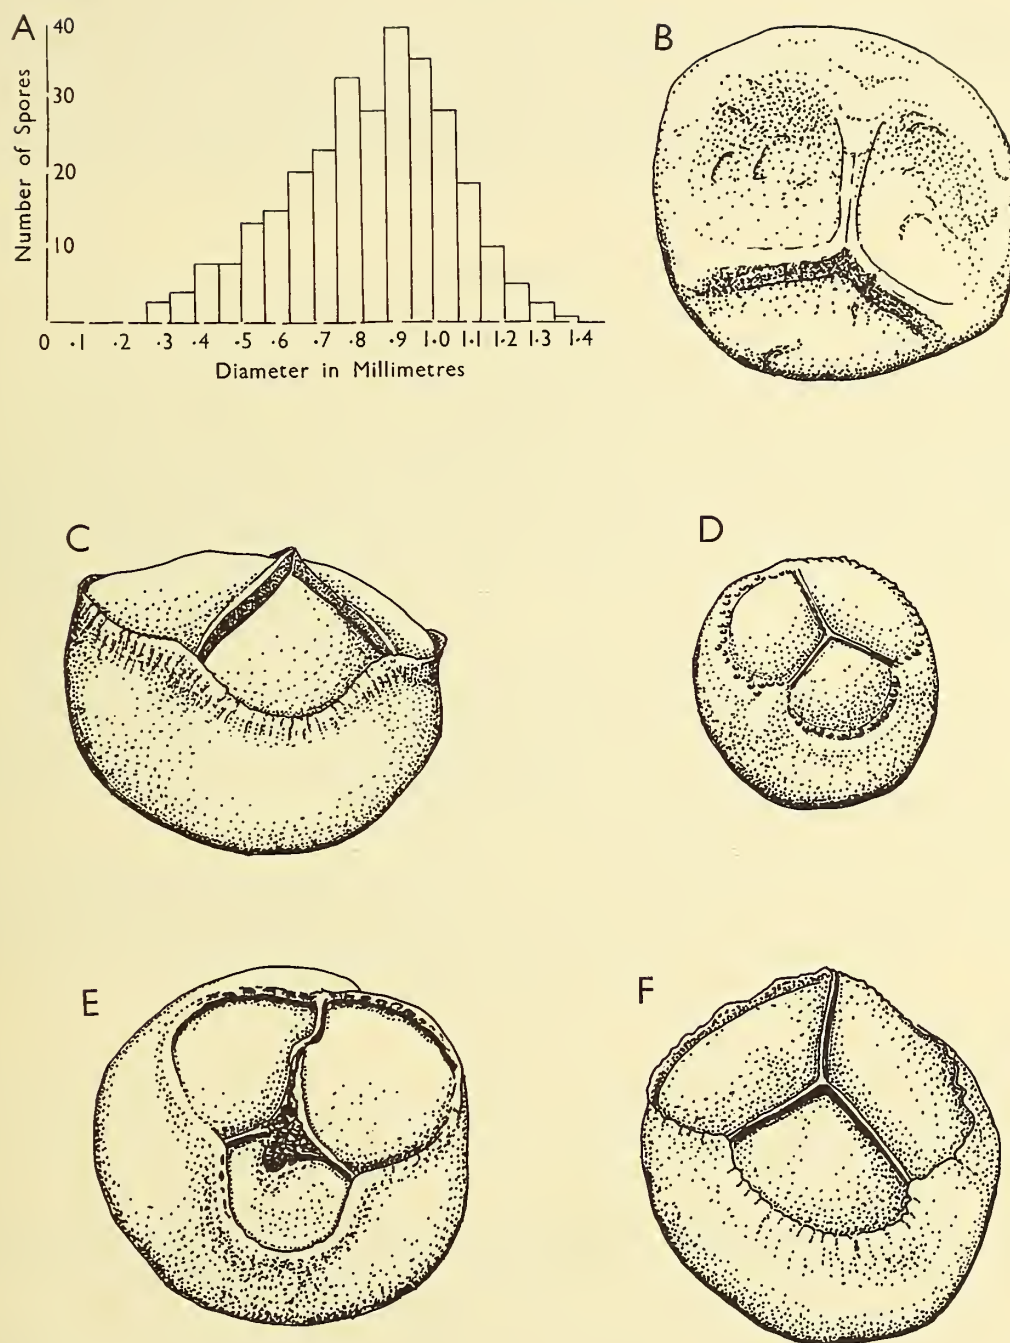 A
40
30
20
10
Number of Spores
0 ·1 ·2 ·3 ·4 ·5 ·6 ·7 ·8 ·9 1·0 1·1 1·2 1·3 1·4
Diameter in Millimetres
B
C
D
E
F